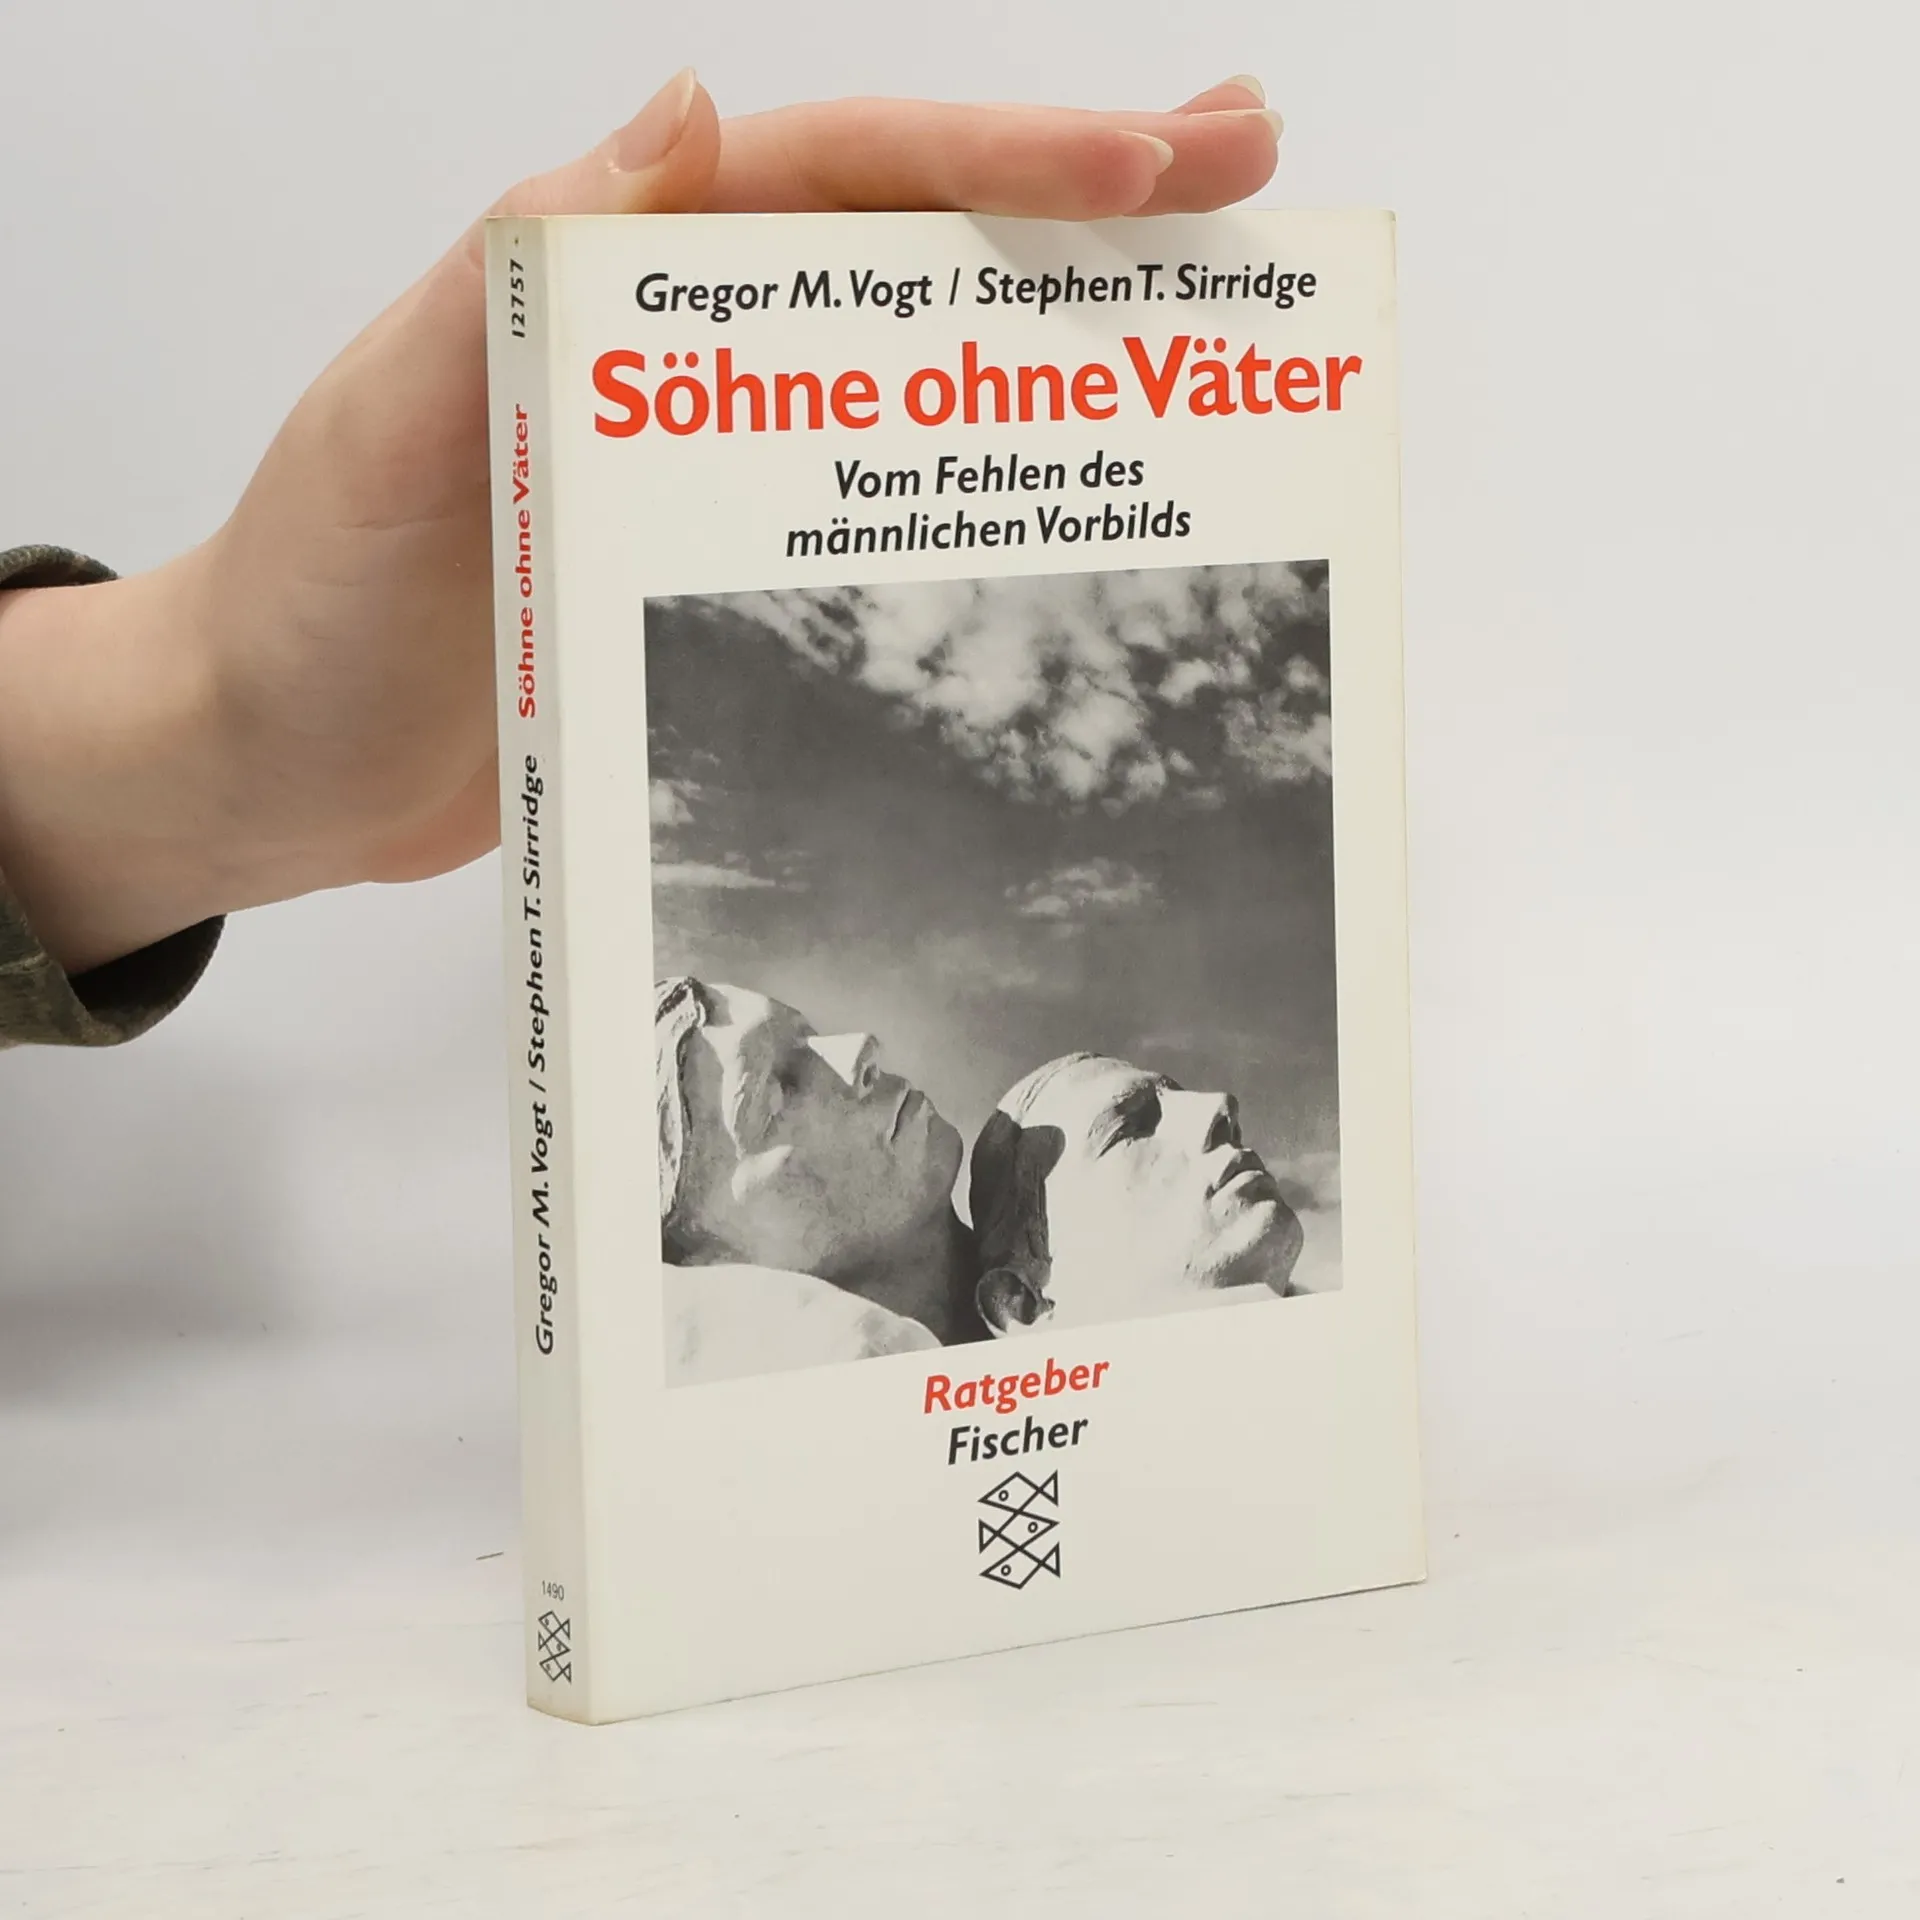 Gregor M. Vogt / Stephen T. Sirridge
Söhne ohne Väter
Vom Fehlen des
männlichen Vorbilds
Ratgeber
Fischer
Gregor M. Vogt / Stephen T. Sirridge Söhne ohne Väter 12757
1490